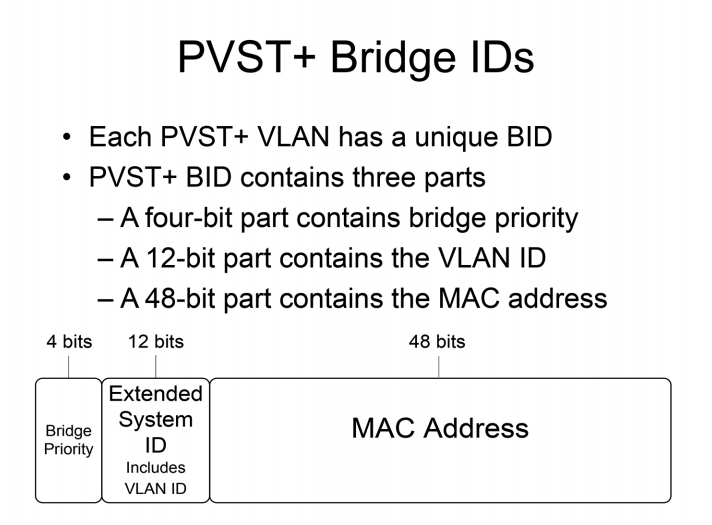 PVST+ Bridge IDs
• Each PVST+ VLAN has a unique BID
• PVST+ BID contains three parts
– A four-bit part contains bridge priority
– A 12-bit part contains the VLAN ID
– A 48-bit part contains the MAC address
4 bits
12 bits
48 bits
Bridge
Priority
Extended
System
ID
Includes
VLAN ID
MAC Address